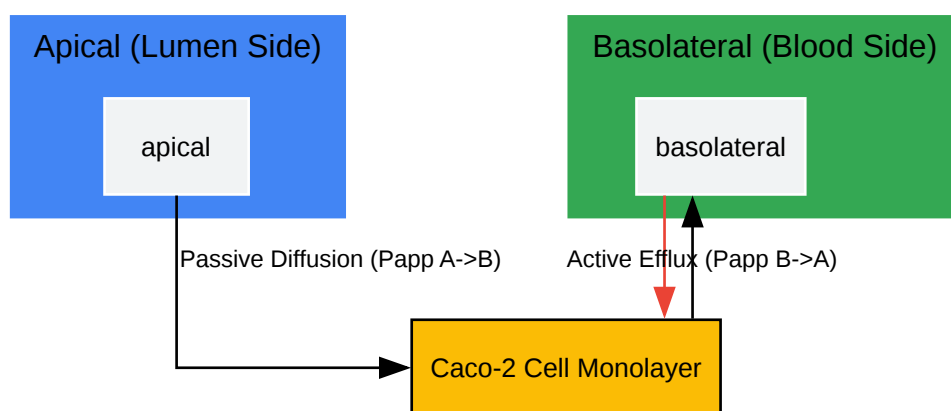 Apical (Lumen Side)
Basolateral (Blood Side)
apical
basolateral
Passive Diffusion (Papp A->B)
Active Efflux (Papp B->A)
Caco-2 Cell Monolayer